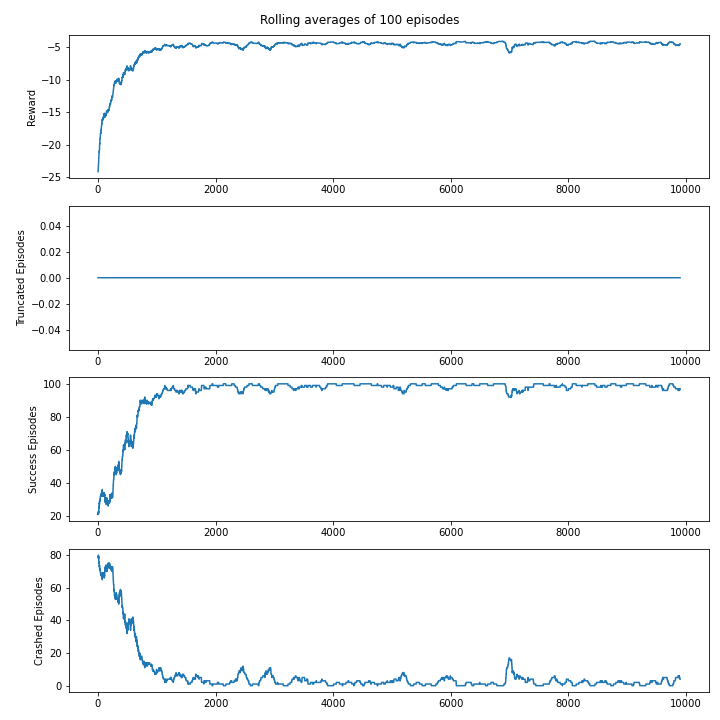 Rolling averages of 100 episodes
−5
−10
−15
−20
−25
Reward
0 2000 4000 6000 8000 10000
0.04
0.02
0.00
−0.02
−0.04
Truncated Episodes
0 2000 4000 6000 8000 10000
100
80
60
40
20
Success Episodes
0 2000 4000 6000 8000 10000
80
60
40
20
0
Crashed Episodes
0 2000 4000 6000 8000 10000